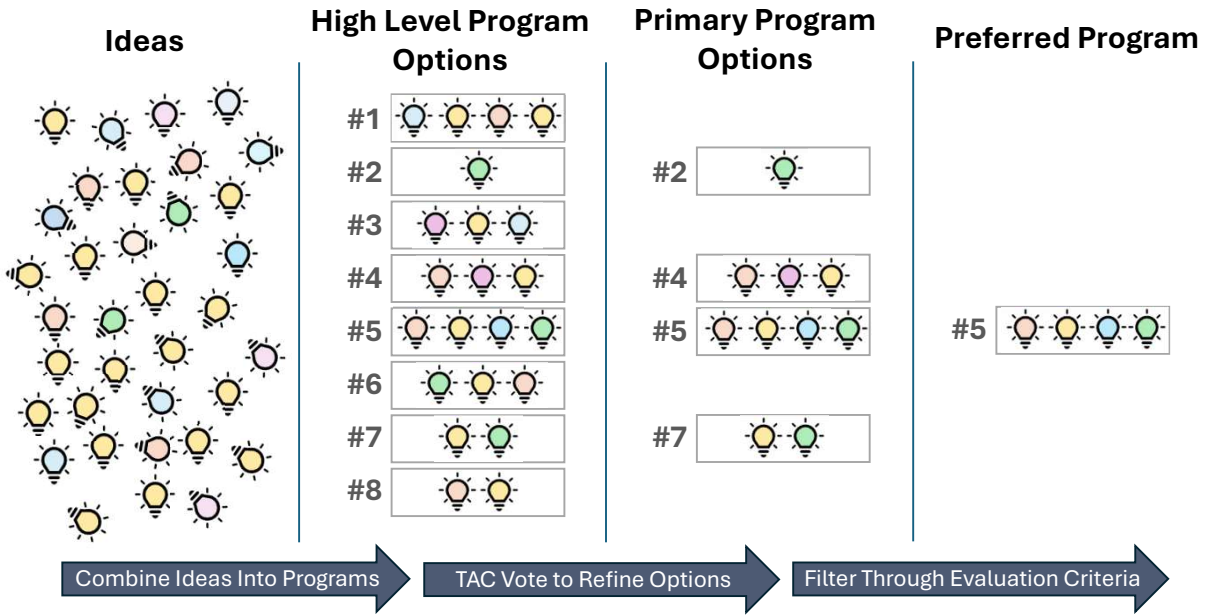 Ideas
High Level Program
Options
Primary Program
Options
Preferred Program
#1
#2
#3
#4
#5
#6
#7
#8
#2
#4
#5
#7
#5
Combine Ideas Into Programs
TAC Vote to Refine Options
Filter Through Evaluation Criteria